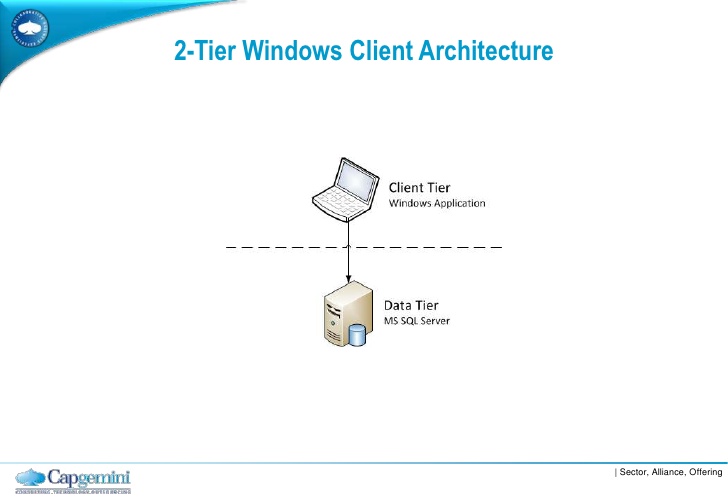 2-Tier Windows Client Architecture
Client Tier
Windows Application
Data Tier
MS SQL Server
| Sector, Alliance, Offering
Capgemini
CONSULTING.TECHNOLOGY.OUTSOURCING